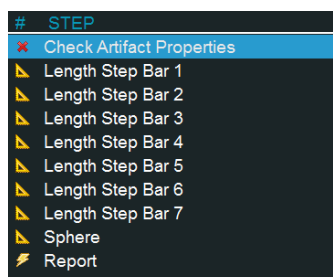 # STEP
Check Artifact Properties
Length Step Bar 1
Length Step Bar 2
Length Step Bar 3
Length Step Bar 4
Length Step Bar 5
Length Step Bar 6
Length Step Bar 7
Sphere
Report